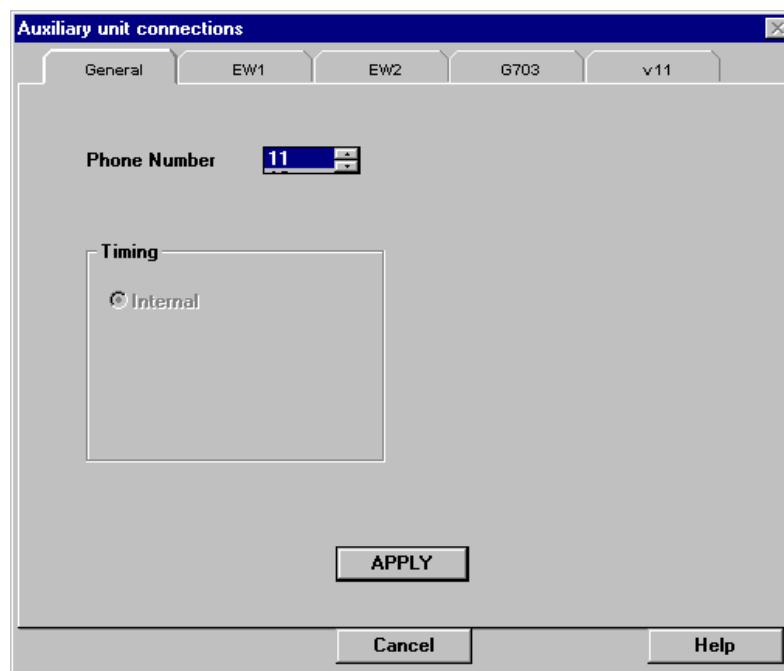 Auxiliary unit connections
General EW1 EW2 G703 v11
Phone Number 11
Timing
Internal
APPLY
Cancel Help